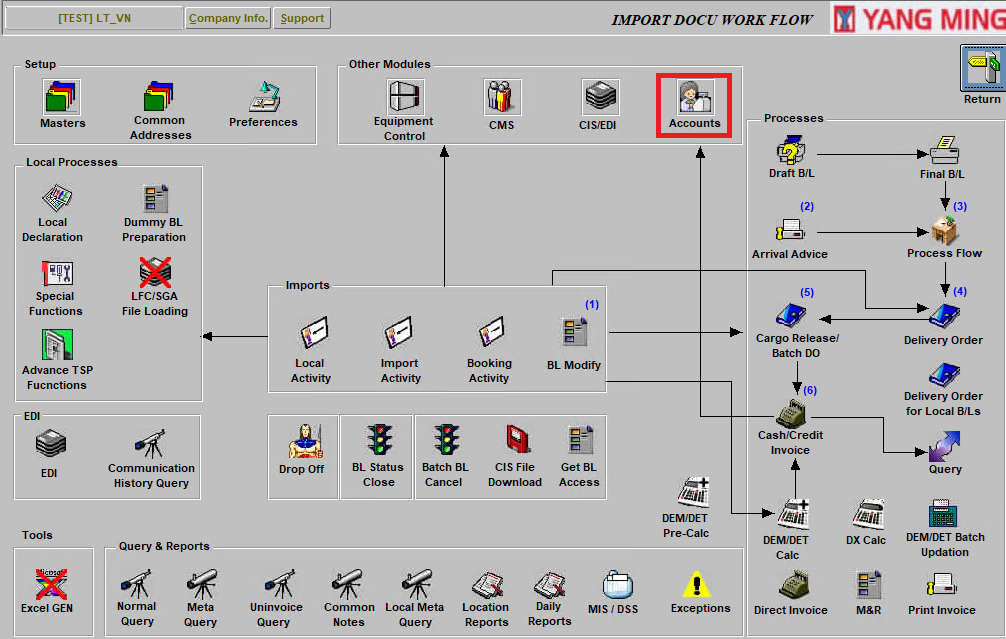 [TEST] LT_VN
Company Info.
Support
IMPORT DOCU WORK FLOW
YANG MING
Setup
Masters
Common
Addresses
Preferences
Other Modules
Equipment
Control
CMS
CIS/EDI
Accounts
Return
Local Processes
Local
Declaration
Dummy BL
Preparation
Special
Functions
LFC/SGA
File Loading
Advance TSP
Fucnctions
Imports
(1)
Local
Activity
Import
Activity
Booking
Activity
BL Modify
Processes
Draft B/L
Final B/L
(2)
(3)
Arrival Advice
Process Flow
(5)
(4)
Cargo Release/
Batch DO
Delivery Order
(6)
Delivery Order
for Local B/Ls
Cash/Credit
Invoice
Query
DEM/DET
Pre-Calc
DEM/DET
Calc
DX Calc
DEM/DET Batch
Updation
Direct Invoice
M&R
Print Invoice
EDI
EDI
Communication
History Query
Drop Off
BL Status
Close
Batch BL
Cancel
CIS File
Download
Get BL
Access
Tools
Excel GEN
Query & Reports
Normal
Query
Meta
Query
Uninvoice
Query
Common
Notes
Local Meta
Query
Location
Reports
Daily
Reports
MIS / DSS
Exceptions